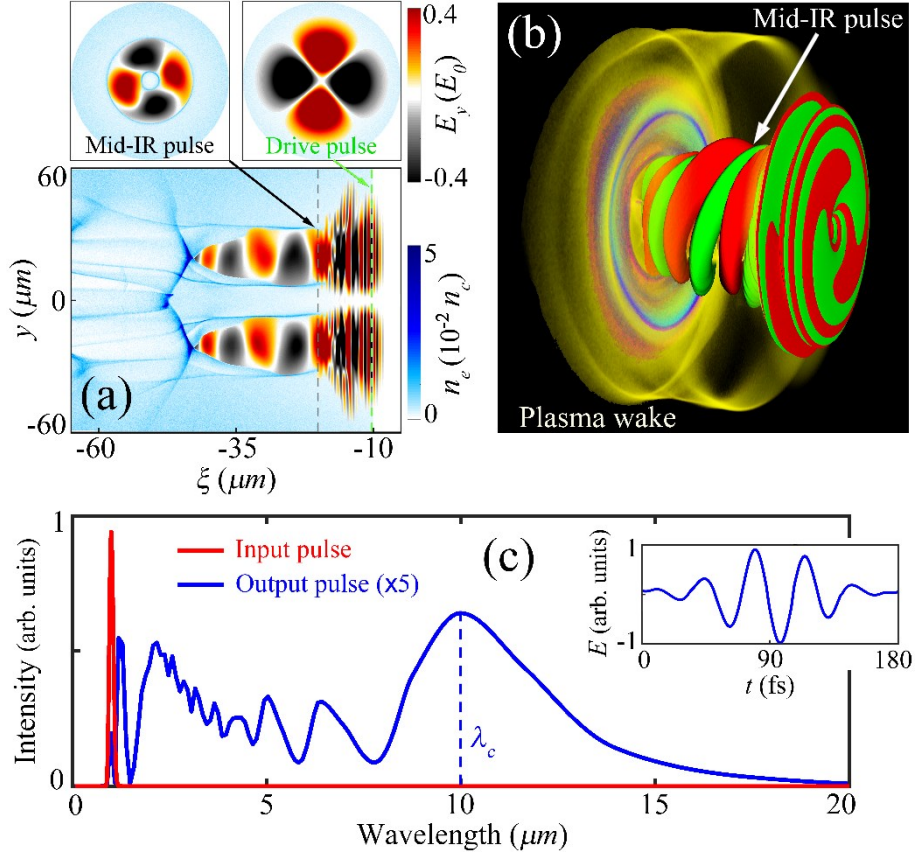 Mid-IR pulse
Drive pulse
0.4
-0.4
E_y (E_0)
60
30
0
-30
-60
y (μm)
(a)
-60
-35
-10
ξ (μm)
5
0
n_e (10^-2 n_c)
(b)
Mid-IR pulse
Plasma wake
(c)
Input pulse
Output pulse (x5)
1
0
Intensity (arb. units)
λ_c
0
5
10
15
20
Wavelength (μm)
1
-1
E (arb. units)
0
90
180
t (fs)